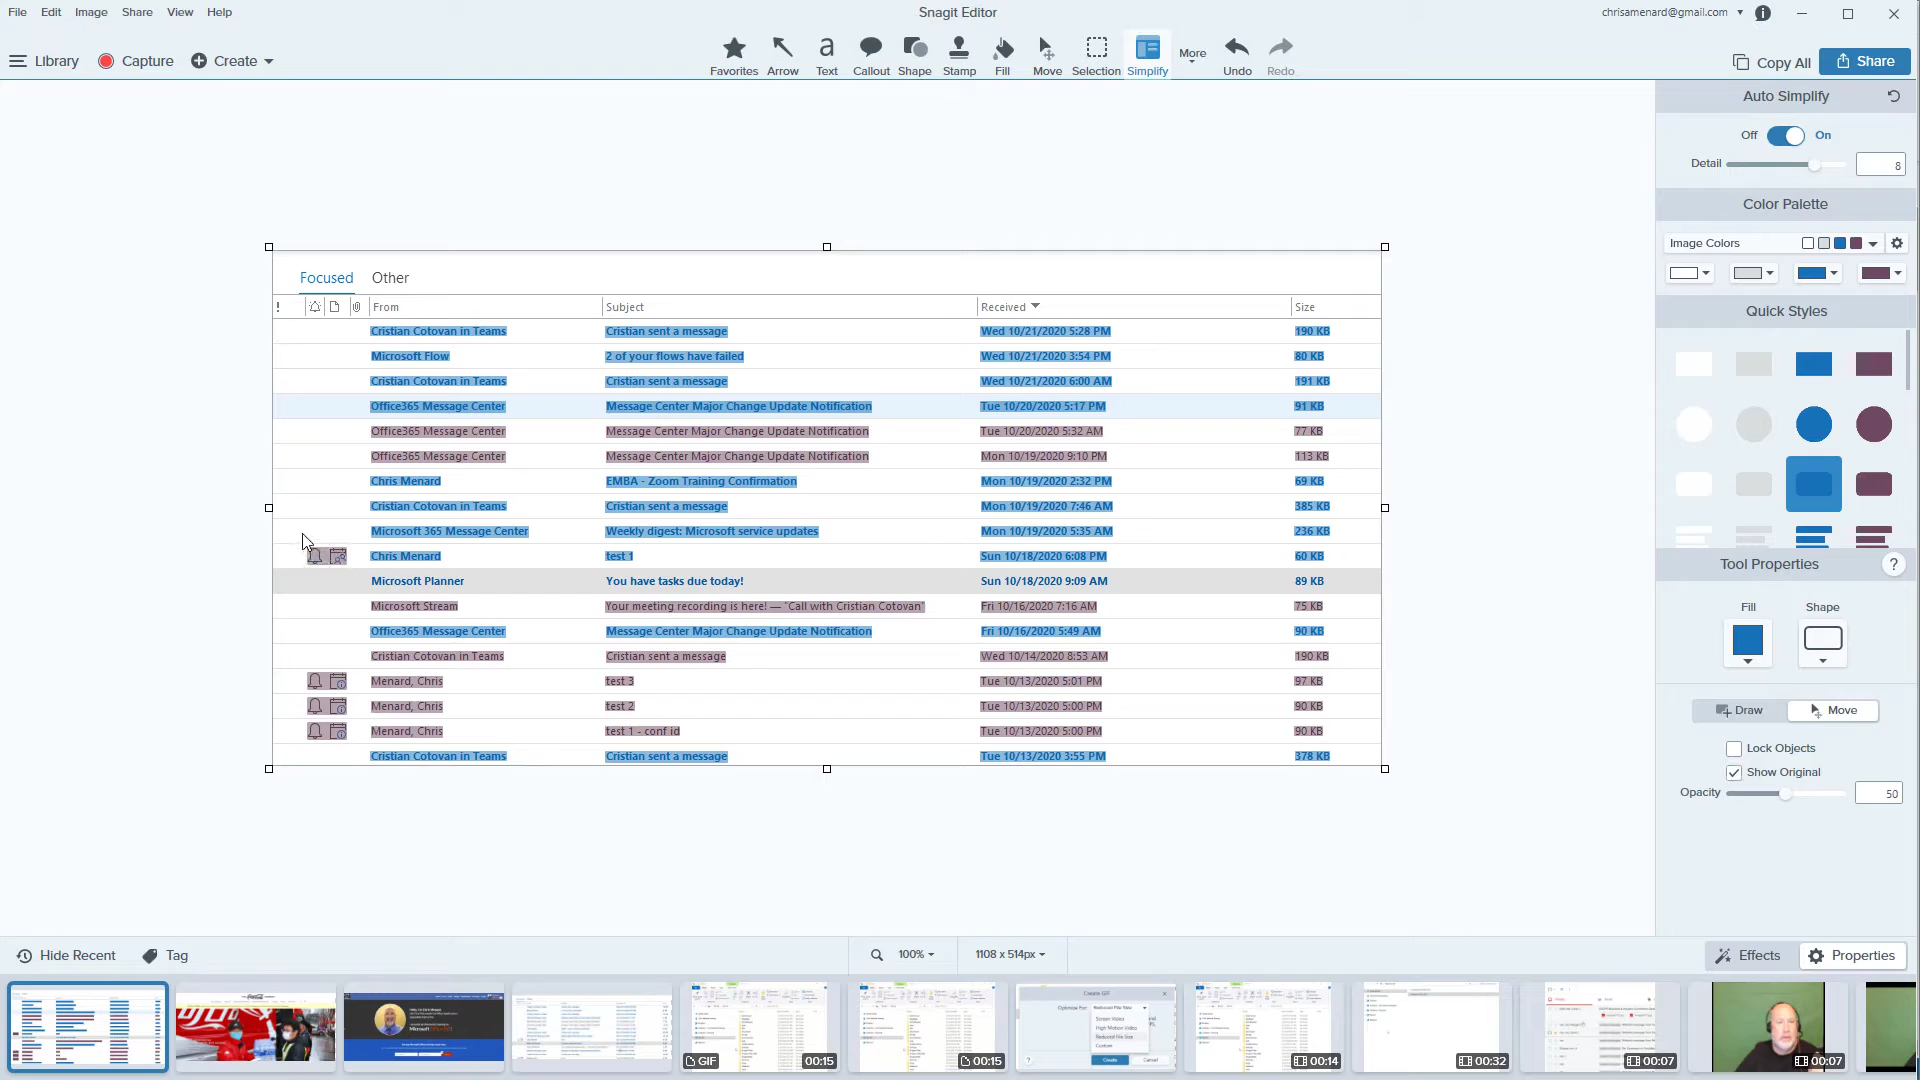 File Edit Image Share View Help
Snagit Editor
chrisamenard@gmail.com
Library Capture Create
Favorites Arrow Text Callout Shape Stamp Fill Move Selection Simplify More Undo Redo
Copy All Share
Auto Simplify
Off On
Detail 8
Color Palette
Image Colors
Quick Styles
Focused Other
! From Subject Received Size
Cristian Cotovan in Teams Cristian sent a message Wed 10/21/2020 5:28 PM 190 KB
Microsoft Flow 2 of your flows have failed Wed 10/21/2020 3:54 PM 80 KB
Cristian Cotovan in Teams Cristian sent a message Wed 10/21/2020 6:00 AM 191 KB
Office365 Message Center Message Center Major Change Update Notification Tue 10/20/2020 5:17 PM 91 KB
Office365 Message Center Message Center Major Change Update Notification Tue 10/20/2020 5:32 AM 77 KB
Office365 Message Center Message Center Major Change Update Notification Mon 10/19/2020 9:10 PM 113 KB
Chris Menard EMBA - Zoom Training Confirmation Mon 10/19/2020 2:32 PM 69 KB
Cristian Cotovan in Teams Cristian sent a message Mon 10/19/2020 7:46 AM 385 KB
Microsoft 365 Message Center Weekly digest: Microsoft service updates Mon 10/19/2020 5:35 AM 236 KB
Chris Menard test 1 Sun 10/18/2020 6:08 PM 60 KB
Microsoft Planner You have tasks due today! Sun 10/18/2020 9:09 AM 89 KB
Microsoft Stream Your meeting recording is here! — "Call with Cristian Cotovan" Fri 10/16/2020 7:16 AM 75 KB
Office365 Message Center Message Center Major Change Update Notification Fri 10/16/2020 5:49 AM 90 KB
Cristian Cotovan in Teams Cristian sent a message Wed 10/14/2020 8:53 AM 190 KB
Menard, Chris test 3 Tue 10/13/2020 5:01 PM 97 KB
Menard, Chris test 2 Tue 10/13/2020 5:00 PM 90 KB
Menard, Chris test 1 - conf id Tue 10/13/2020 5:00 PM 90 KB
Cristian Cotovan in Teams Cristian sent a message Tue 10/13/2020 3:55 PM 378 KB
Tool Properties ?
Fill Shape
Draw Move
Lock Objects
Show Original
Opacity 50
Hide Recent Tag
100% 1108 x 514px
Effects Properties
GIF 00:15 00:15 00:14 00:32 00:07 00:07
Create GIF
Optimize For: Reduced File Size
Screen Video
High Motion Video
Reduced File Size
Custom
Create Cancel